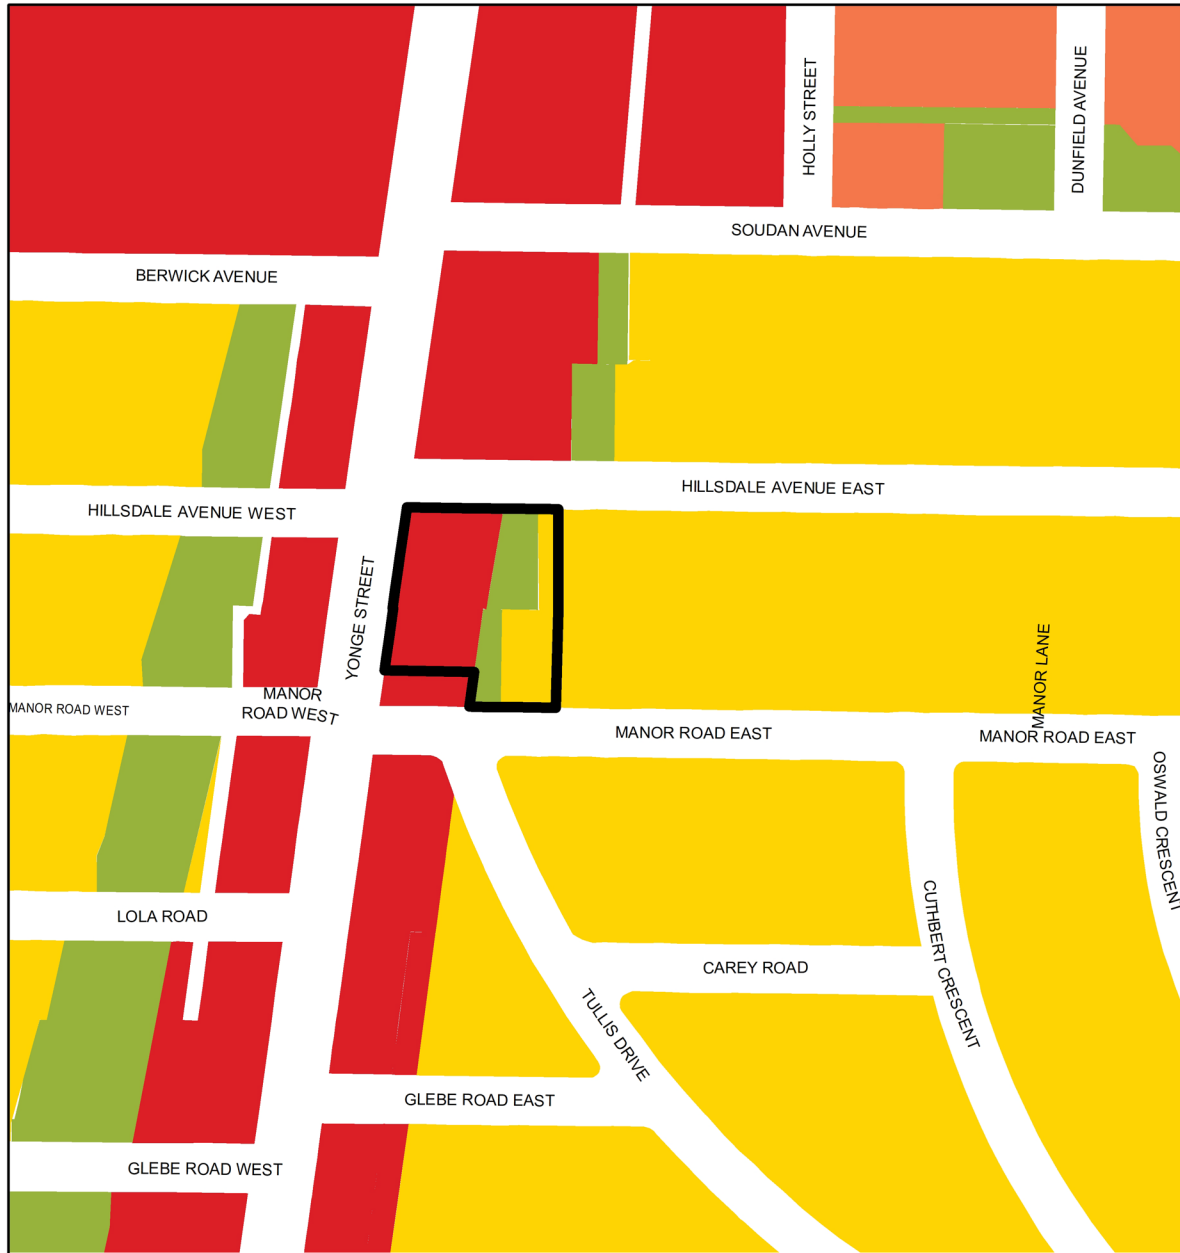 HOLLY STREET
DUNFIELD AVENUE
SOUDAN AVENUE
BERWICK AVENUE
HILLSDALE AVENUE EAST
HILLSDALE AVENUE WEST
YONGE STREET
MANOR LANE
MANOR
ROAD WEST
MANOR ROAD WEST
MANOR ROAD EAST
MANOR ROAD EAST
OSWALD CRESCENT
LOLA ROAD
CUTHBERT CRESCENT
CAREY ROAD
TULLIS DRIVE
GLEBE ROAD EAST
GLEBE ROAD WEST